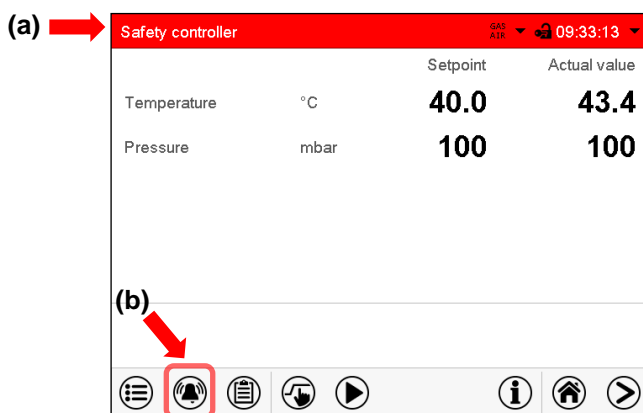 (a)
Safety controller GAS AIR 09:33:13
Setpoint Actual value
Temperature °C 40.0 43.4
Pressure mbar 100 100
(b)